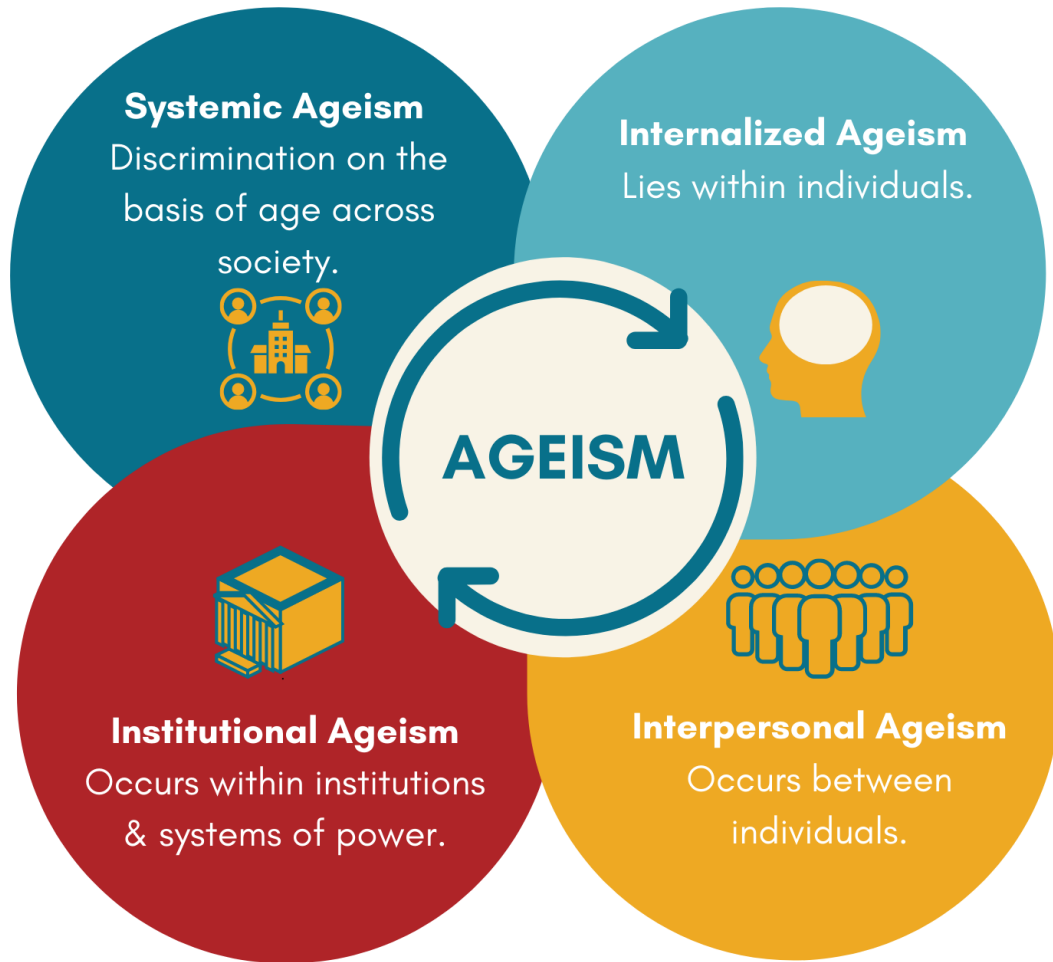 Systemic Ageism
Discrimination on the
basis of age across
society.
Internalized Ageism
Lies within individuals.
AGEISM
Institutional Ageism
Occurs within institutions
& systems of power.
Interpersonal Ageism
Occurs between
individuals.